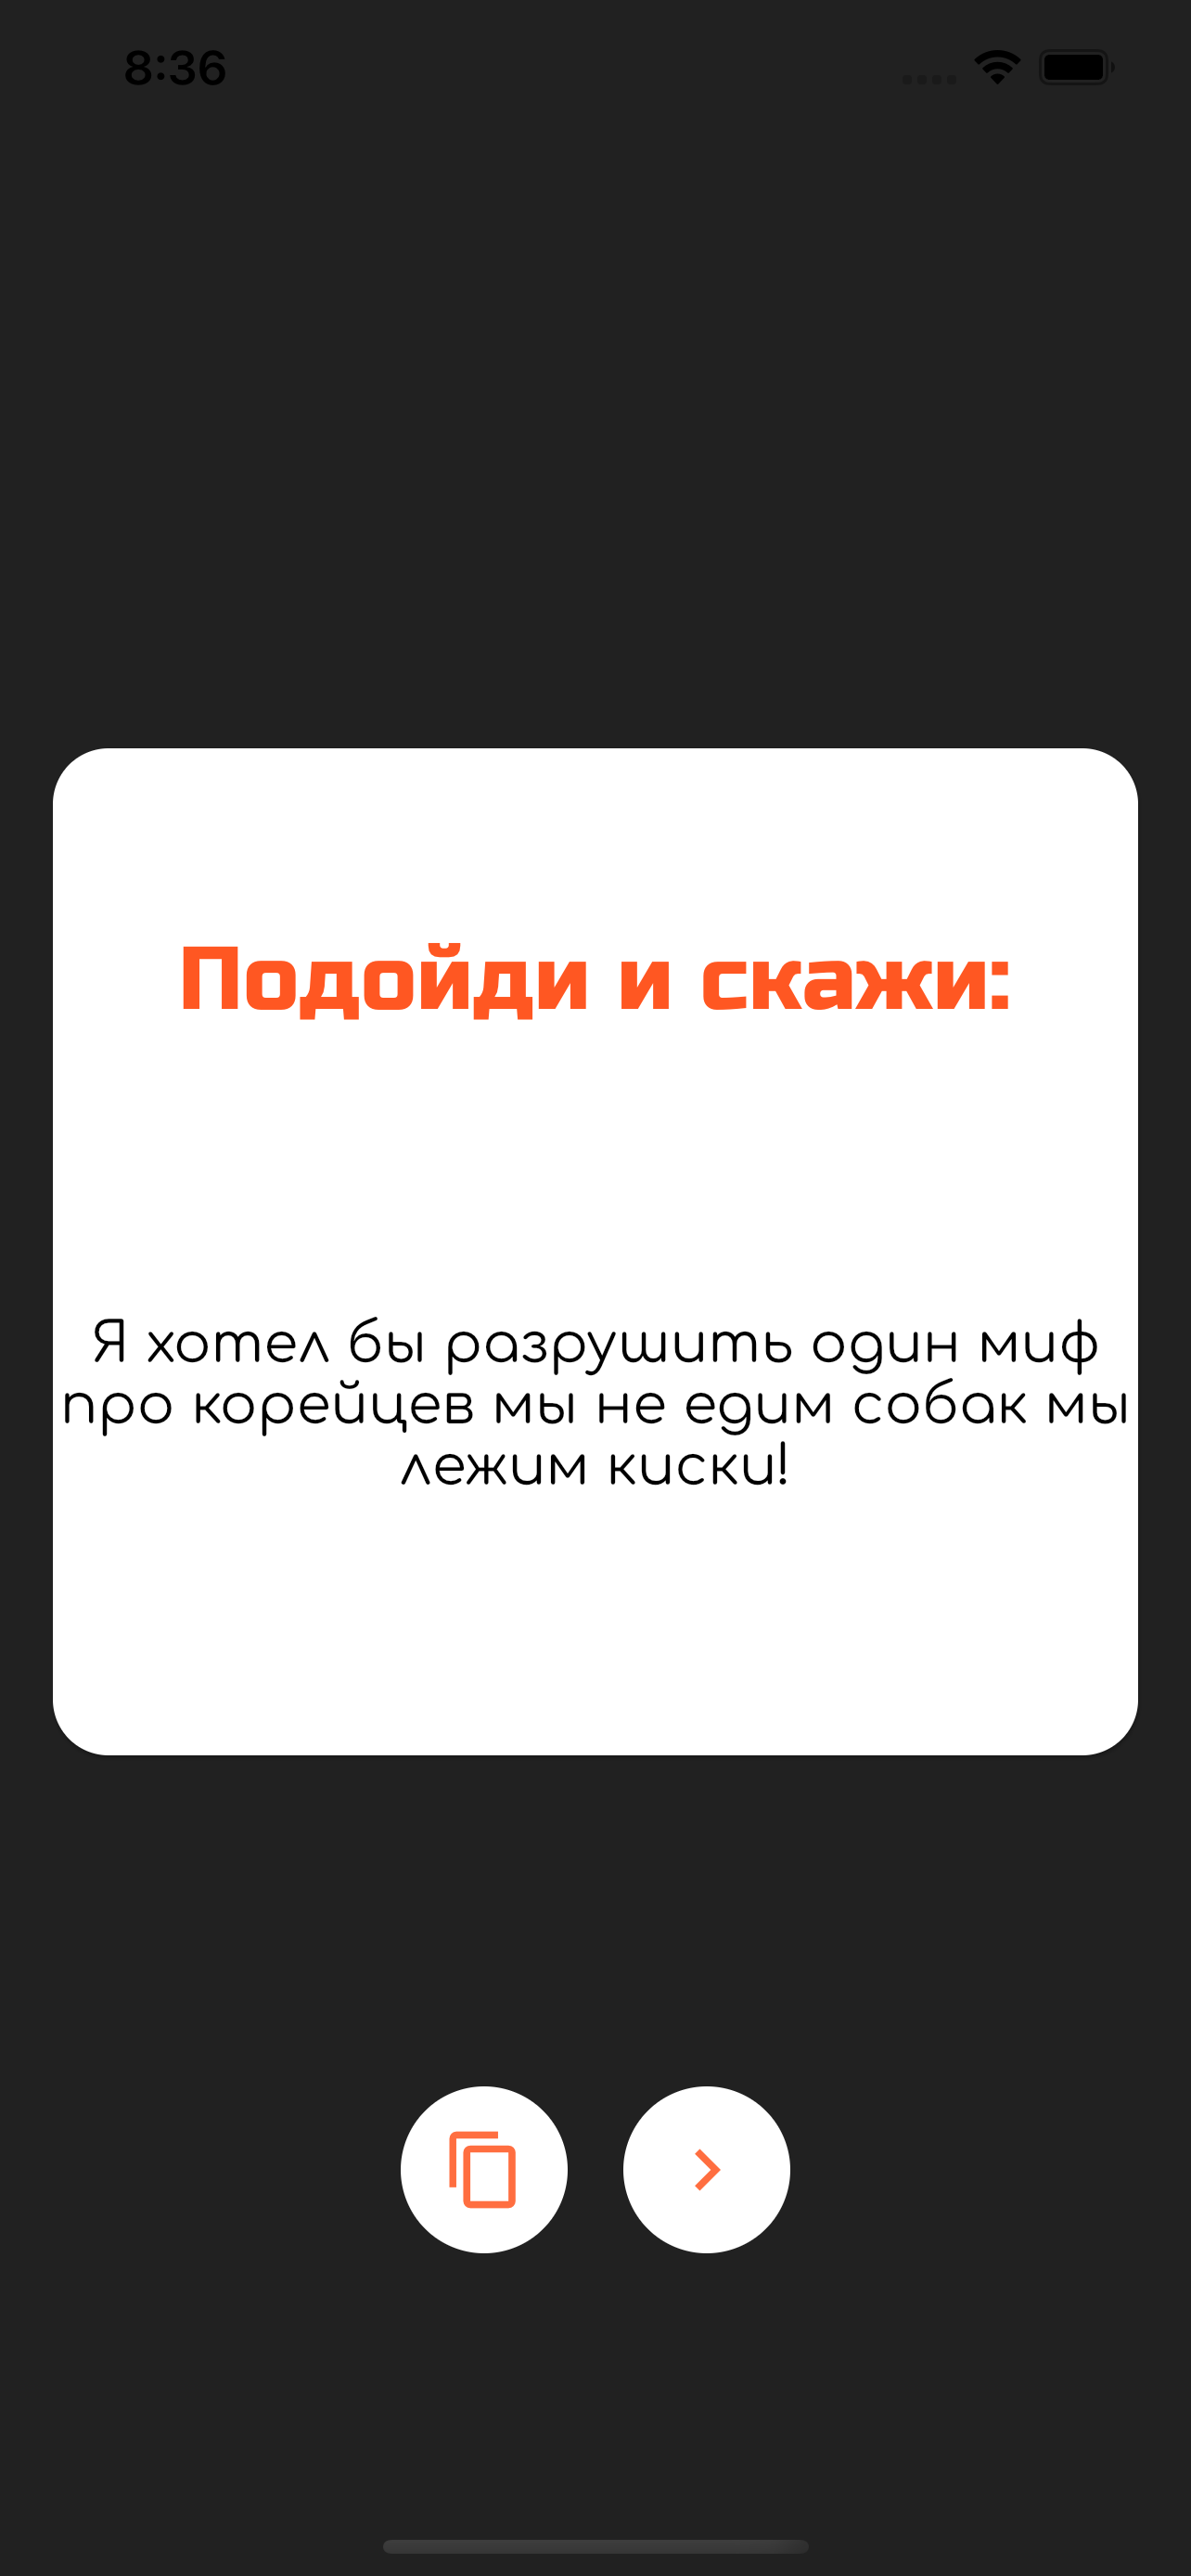 8:36
Подойди и скажи:
Я хотел бы разрушить один миф
про корейцев мы не едим собак мы
лежим киски!